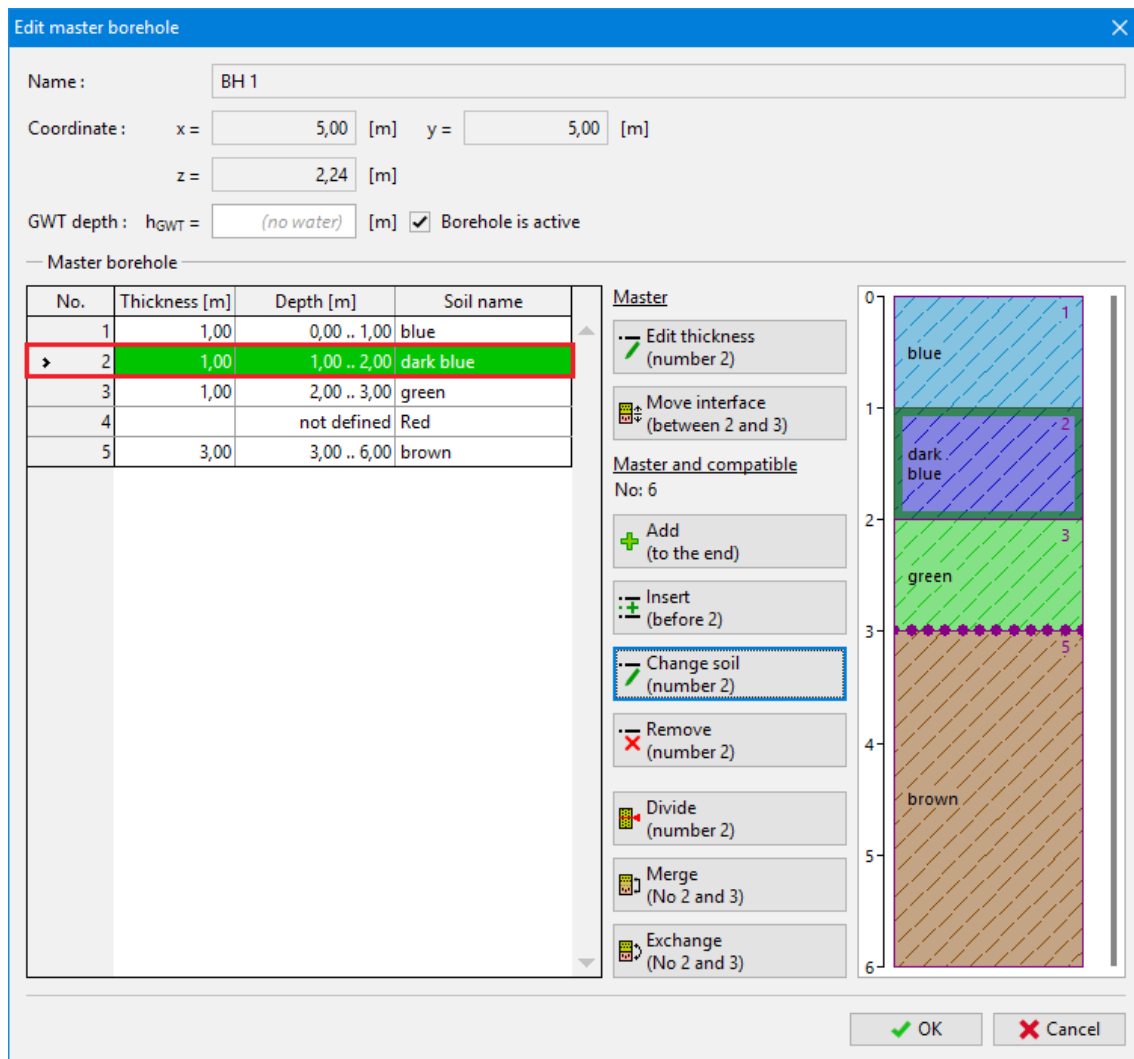 Edit master borehole
Name :
BH 1
Coordinate : x = 5,00 [m] y = 5,00 [m]
z = 2,24 [m]
GWT depth : hGWT = (no water) [m] Borehole is active
Master borehole
No. Thickness [m] Depth [m] Soil name
1 1,00 0,00 .. 1,00 blue
2 1,00 1,00 .. 2,00 dark blue
3 1,00 2,00 .. 3,00 green
4 not defined Red
5 3,00 3,00 .. 6,00 brown
Master
Edit thickness
(number 2)
Move interface
(between 2 and 3)
Master and compatible
No: 6
Add
(to the end)
Insert
(before 2)
Change soil
(number 2)
Remove
(number 2)
Divide
(number 2)
Merge
(No 2 and 3)
Exchange
(No 2 and 3)
0
1
blue
1
2
dark
blue
2
3
green
3
5
4
brown
5
6
OK Cancel